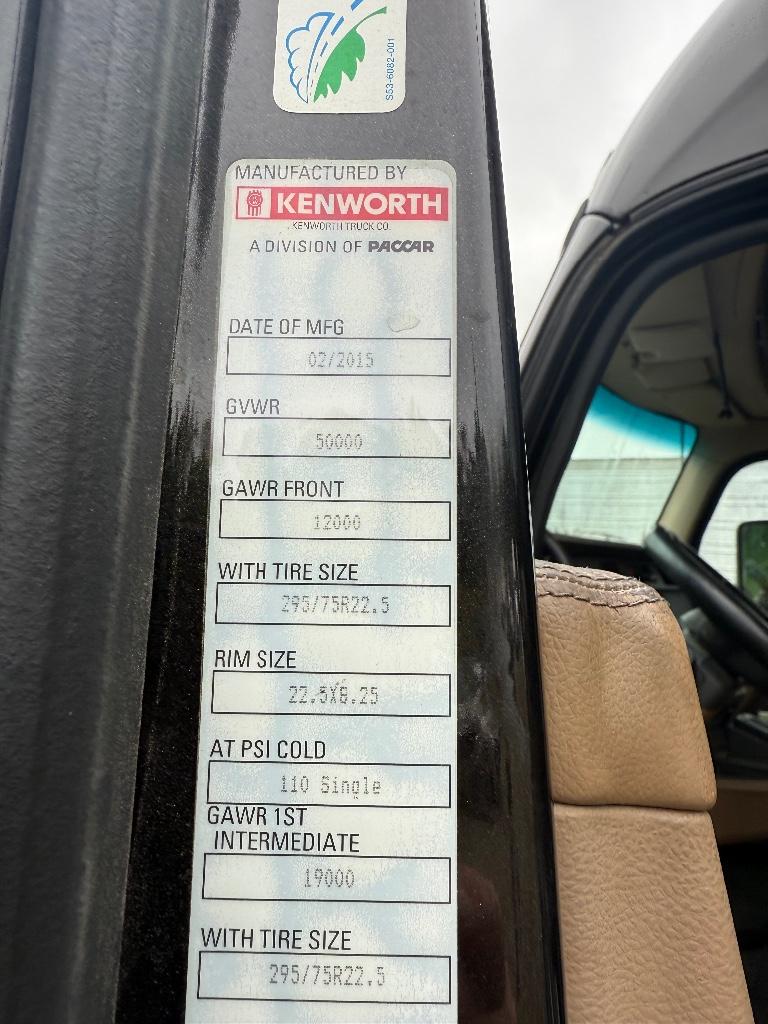 S53-6082-001
MANUFACTURED BY
KENWORTH
KENWORTH TRUCK CO.
A DIVISION OF PACCAR
DATE OF MFG
02/2015
GVWR
50000
GAWR FRONT
12000
WITH TIRE SIZE
295/75R22.5
RIM SIZE
22.5X8.25
AT PSI COLD
110 Single
GAWR 1ST
INTERMEDIATE
19000
WITH TIRE SIZE
295/75R22.5